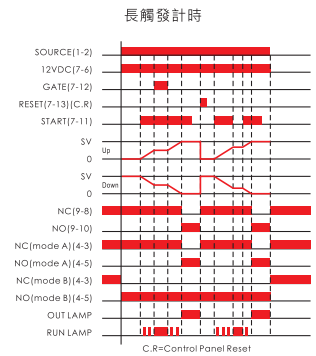 長觸發計時
SOURCE(1-2)
12VDC(7-6)
GATE(7-12)
RESET(7-13)(C.R)
START(7-11)
SV
Up
0
SV
Down
0
NC(9-8)
NO(9-10)
NC(mode A)(4-3)
NO(mode A)(4-5)
NC(mode B)(4-3)
NO(mode B)(4-5)
OUT LAMP
RUN LAMP
C.R=Control Panel Reset